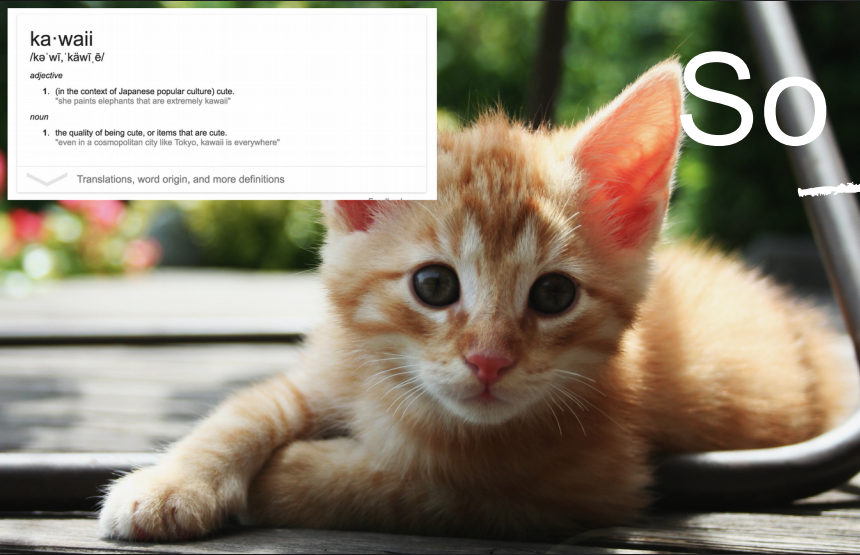 ka·waii
/kəˈwī,ˈkäwīˌē/
adjective
1. (in the context of Japanese popular culture) cute.
"she paints elephants that are extremely kawaii"
noun
1. the quality of being cute, or items that are cute.
"even in a cosmopolitan city like Tokyo, kawaii is everywhere"
Translations, word origin, and more definitions
So